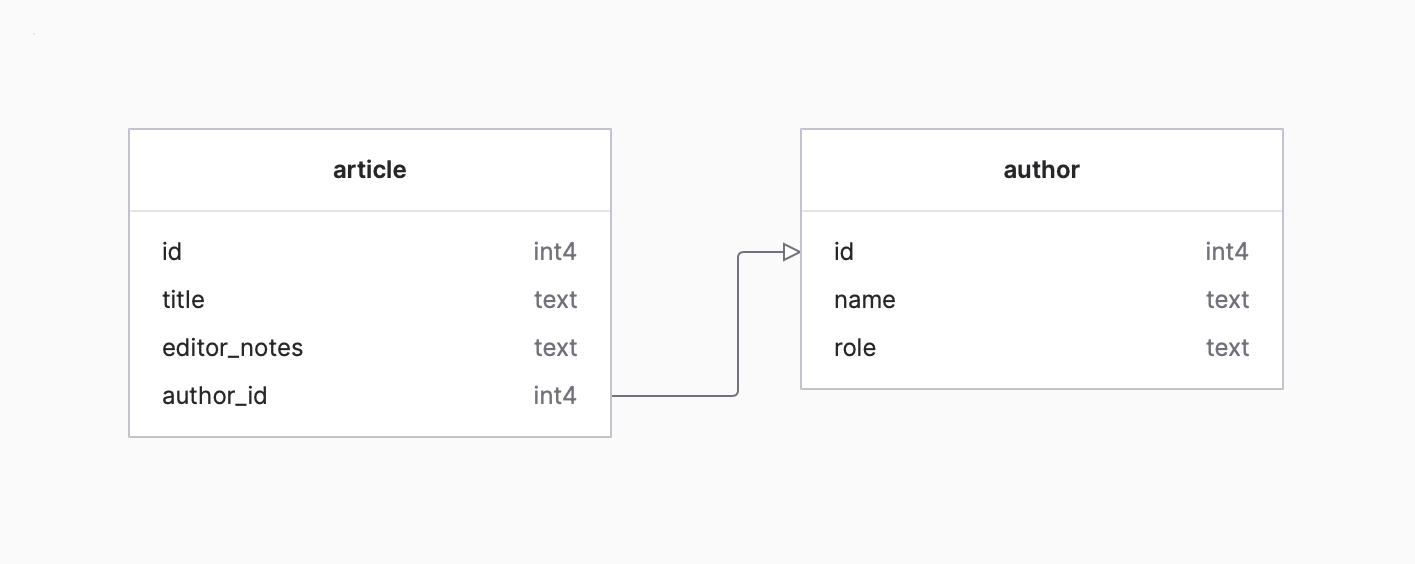 article
id int4
title text
editor_notes text
author_id int4
author
id int4
name text
role text